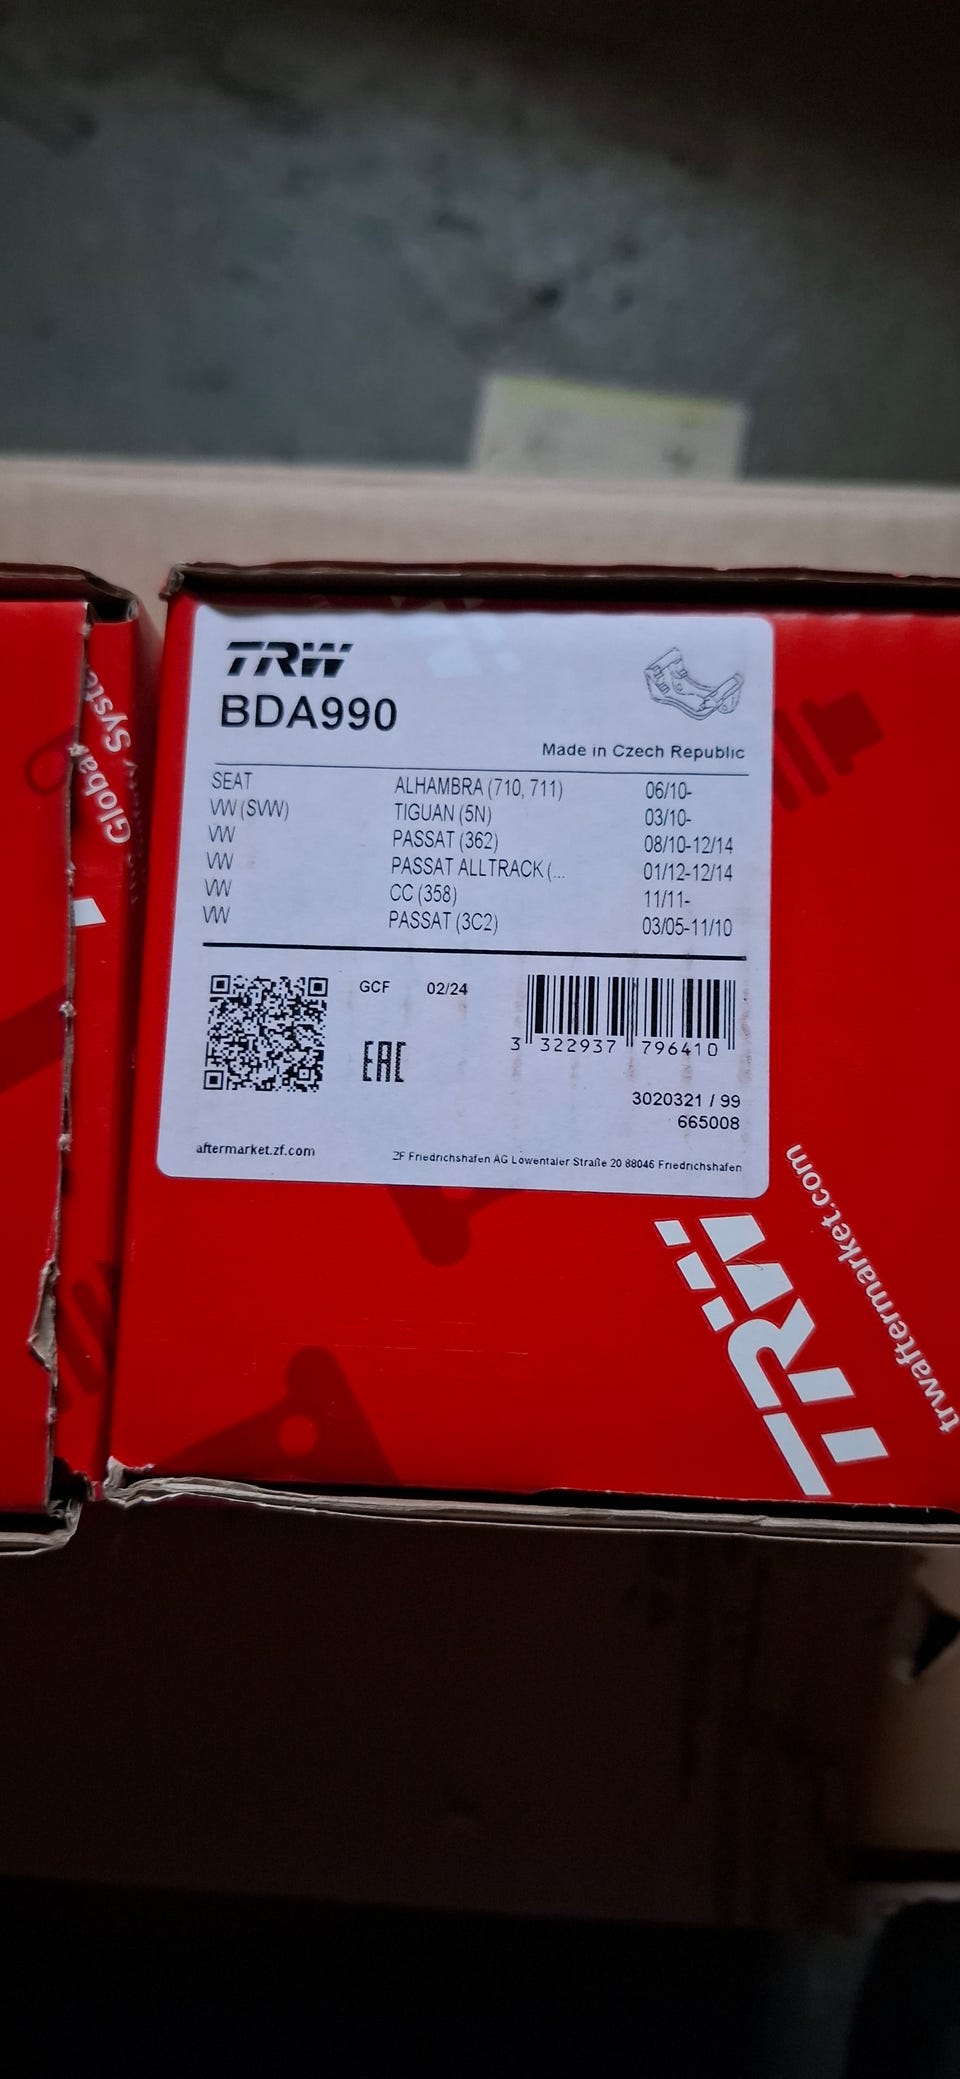 TRW
BDA990
Made in Czech Republic
SEAT ALHAMBRA (710, 711) 06/10-
VW (SVW) TIGUAN (5N) 03/10-
VW PASSAT (362) 08/10-12/14
VW PASSAT ALLTRACK (... 01/12-12/14
VW CC (358) 11/11-
VW PASSAT (3C2) 03/05-11/10
GCF 02/24
EAC
3 322937 796410
3020321 / 99
665008
aftermarket.zf.com
ZF Friedrichshafen AG Löwentaler Straße 20 88046 Friedrichshafen
TRW
trwaftermarket.com
Global